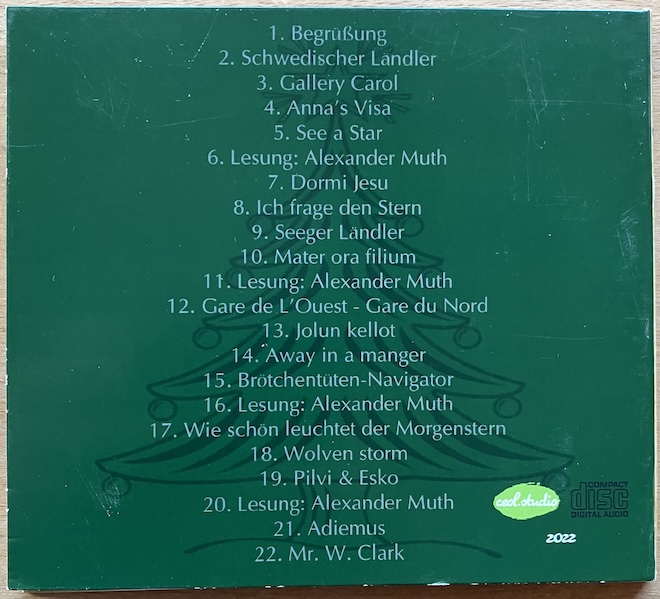 1. Begrüßung
2. Schwedischer Ländler
3. Gallery Carol
4. Anna's Visa
5. See a Star
6. Lesung: Alexander Muth
7. Dormi Jesu
8. Ich frage den Stern
9. Seeger Ländler
10. Mater ora filium
11. Lesung: Alexander Muth
12. Gare de L'Ouest - Gare du Nord
13. Jolun kellot
14. Away in a manger
15. Brötchentüten-Navigator
16. Lesung: Alexander Muth
17. Wie schön leuchtet der Morgenstern
18. Wolven storm
19. Pilvi & Esko
20. Lesung: Alexander Muth
21. Adiemus
22. Mr. W. Clark
ceol.studio
COMPACT
disc
DIGITAL AUDIO
2022